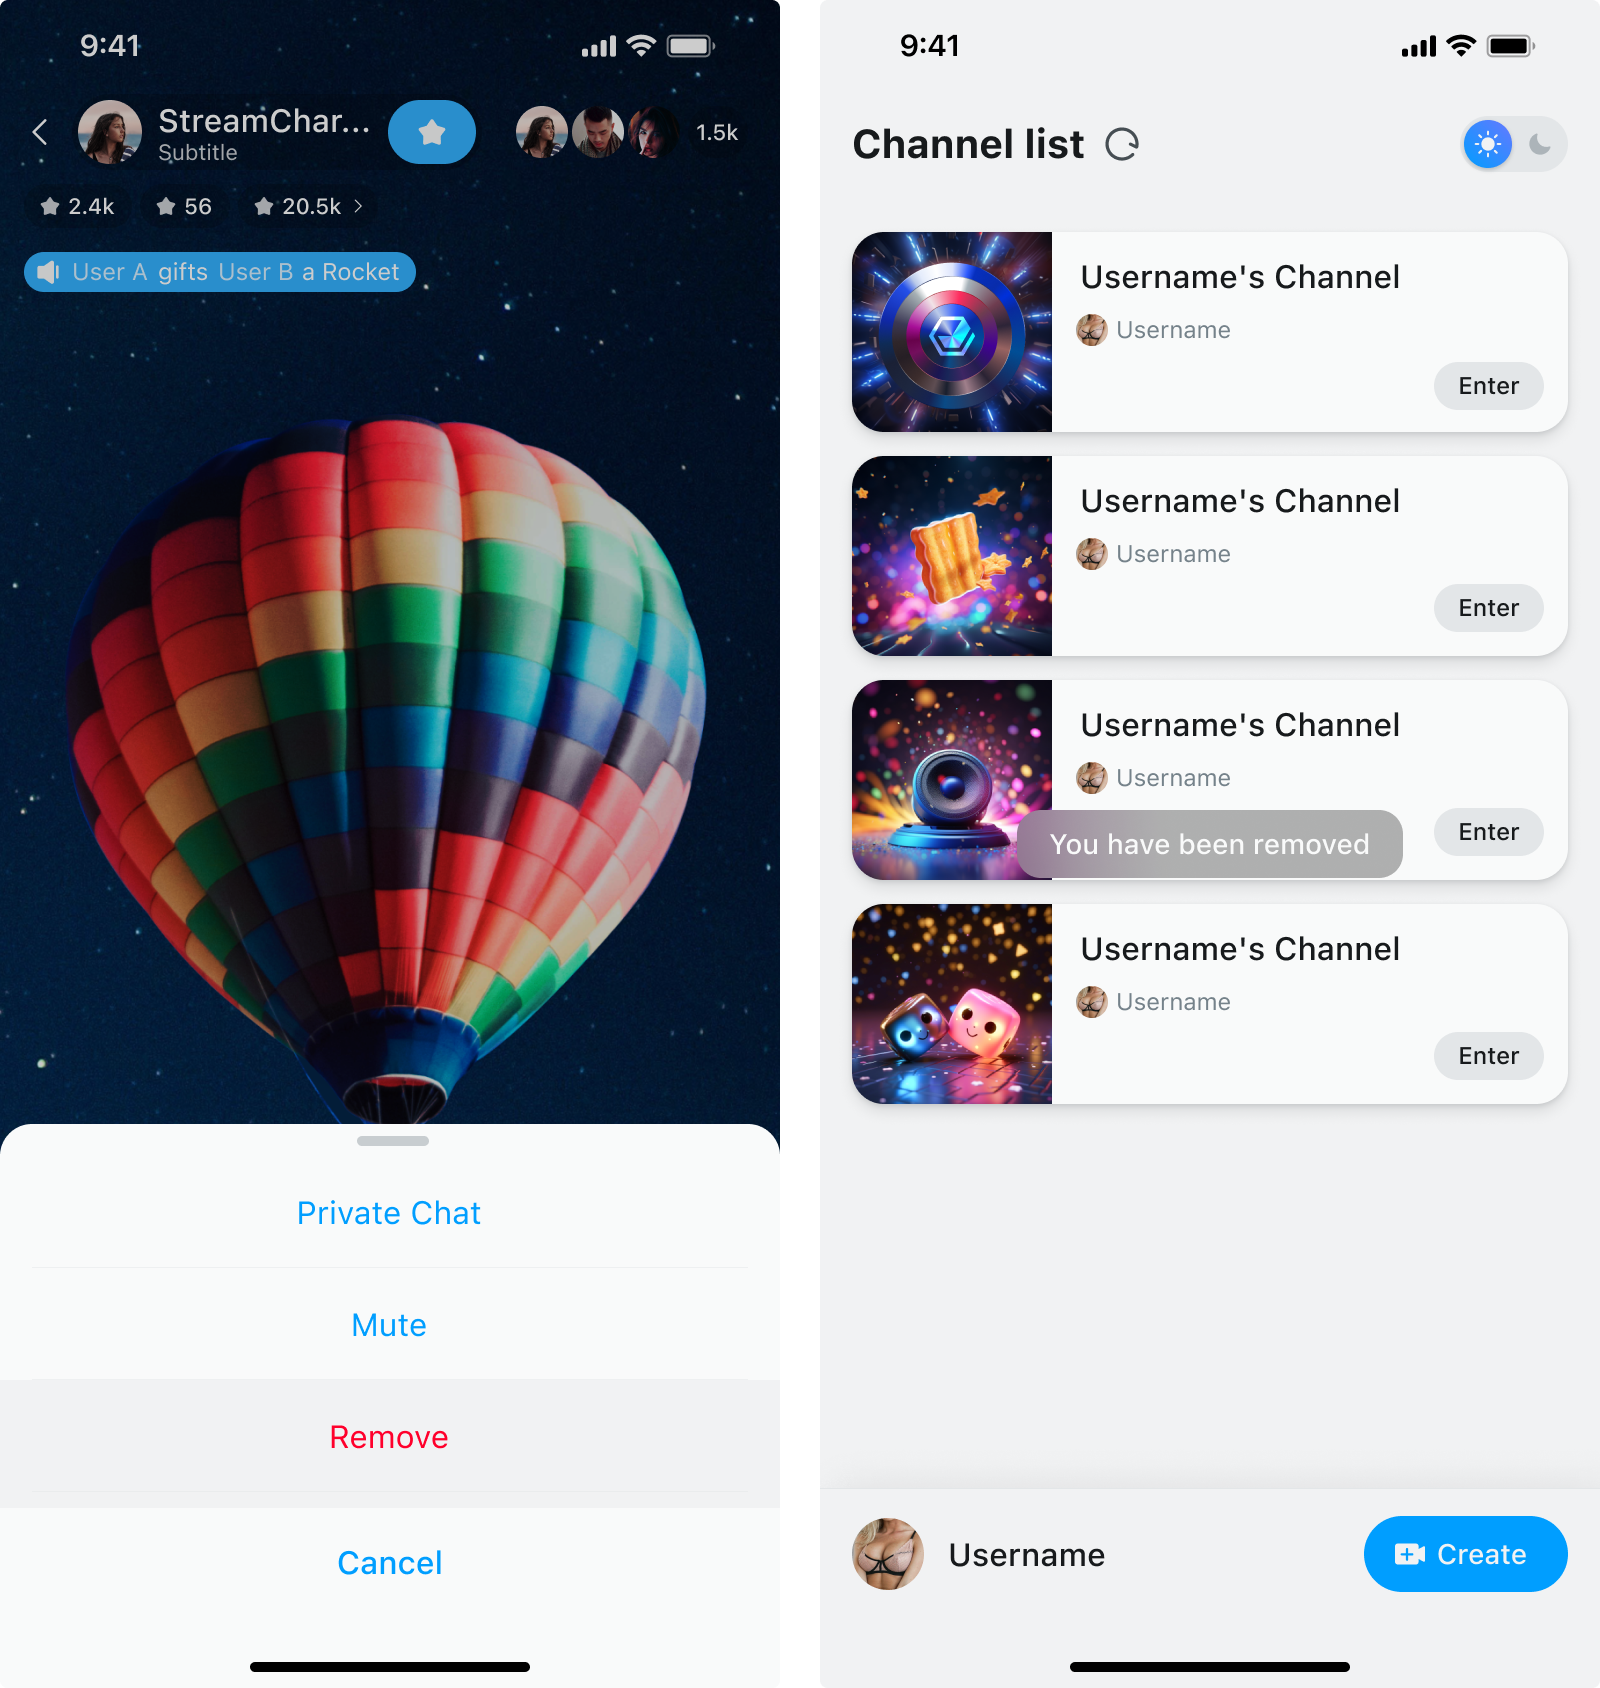 9:41
StreamChar...
Subtitle
1.5k
2.4k
56
20.5k
User A gifts User B a Rocket
Private Chat
Mute
Remove
Cancel
9:41
Channel list
Username's Channel
Username
Enter
Username's Channel
Username
Enter
Username's Channel
Username
Enter
You have been removed
Username's Channel
Username
Enter
Username
Create